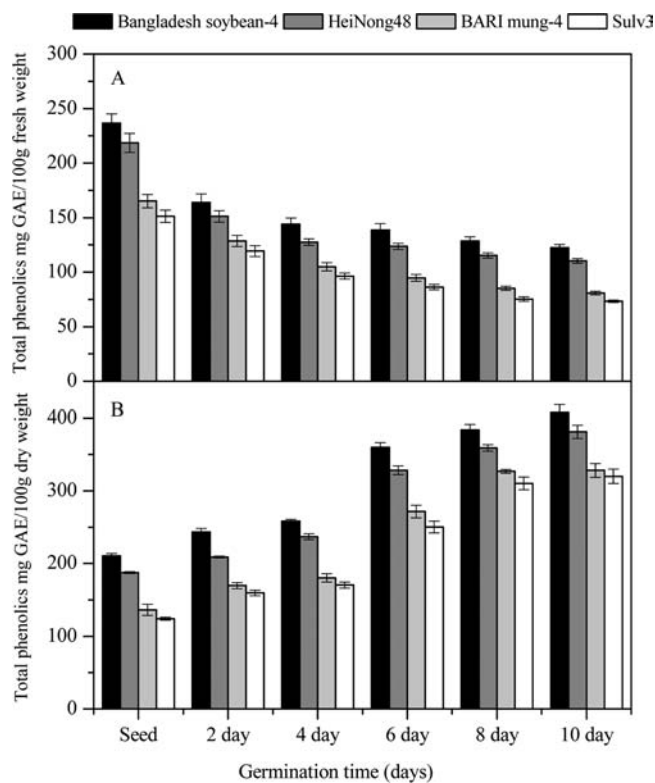 Bangladesh soybean-4 HeiNong48 BARI mung-4 Sulv3
A
Total phenolics mg GAE/100g fresh weight
300
250
200
150
100
50
0
B
Total phenolics mg GAE/100g dry weight
400
300
200
100
0
Seed 2 day 4 day 6 day 8 day 10 day
Germination time (days)